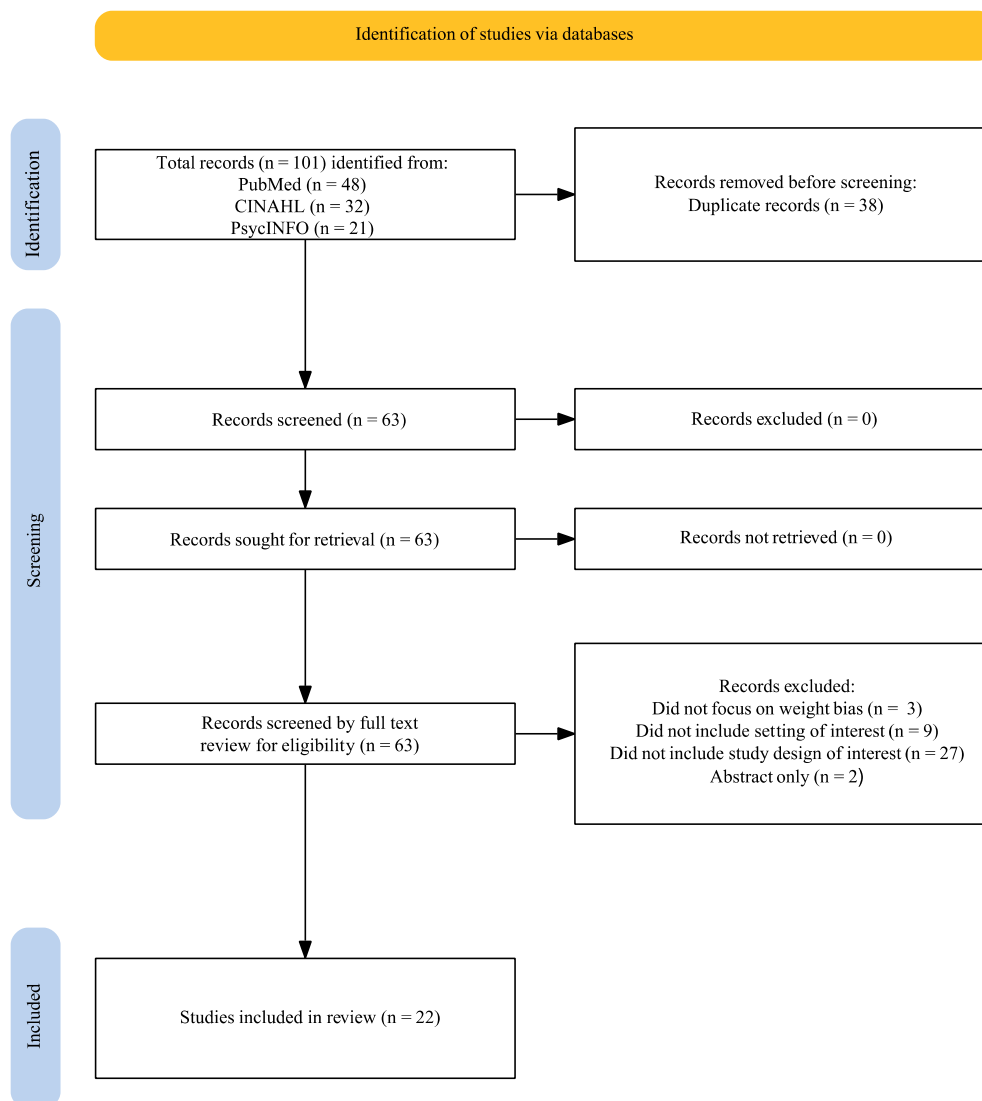 Identification of studies via databases
Identification
Total records (n = 101) identified from:
PubMed (n = 48)
CINAHL (n = 32)
PsycINFO (n = 21)
Records removed before screening:
Duplicate records (n = 38)
Screening
Records screened (n = 63)
Records excluded (n = 0)
Records sought for retrieval (n = 63)
Records not retrieved (n = 0)
Records screened by full text
review for eligibility (n = 63)
Records excluded:
Did not focus on weight bias (n = 3)
Did not include setting of interest (n = 9)
Did not include study design of interest (n = 27)
Abstract only (n = 2)
Included
Studies included in review (n = 22)